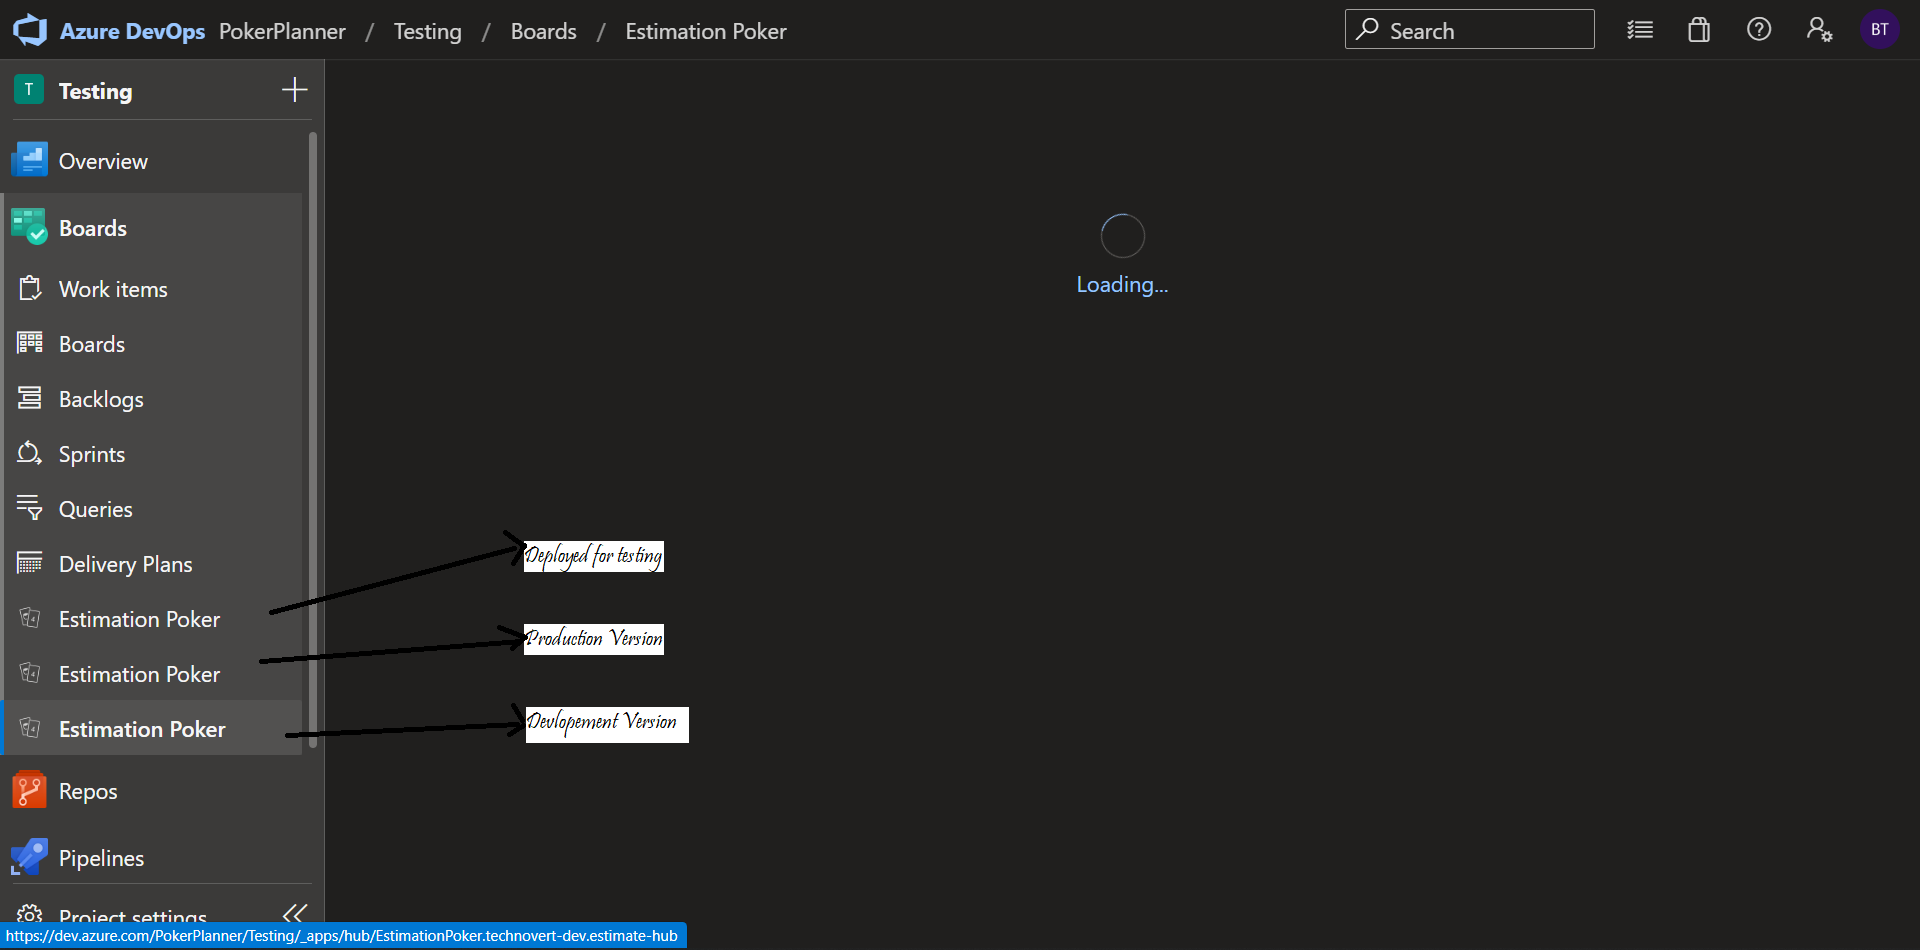 Azure DevOps PokerPlanner / Testing / Boards / Estimation Poker
Search
BT
T Testing
Overview
Boards
Work items
Boards
Backlogs
Sprints
Queries
Delivery Plans
Estimation Poker
Estimation Poker
Estimation Poker
Repos
Pipelines
Project settings
https://dev.azure.com/PokerPlanner/Testing/_apps/hub/EstimationPoker.technovert-dev.estimate-hub
Loading...
Deployed for testing
Production Version
Devlopement Version